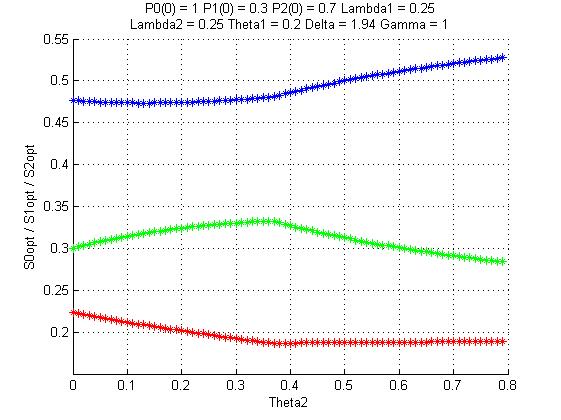 P0(0) = 1 P1(0) = 0.3 P2(0) = 0.7 Lambda1 = 0.25
Lambda2 = 0.25 Theta1 = 0.2 Delta = 1.94 Gamma = 1
0.55
0.5
0.45
0.4
0.35
0.3
0.25
0.2
S0opt / S1opt / S2opt
0 0.1 0.2 0.3 0.4 0.5 0.6 0.7 0.8
Theta2